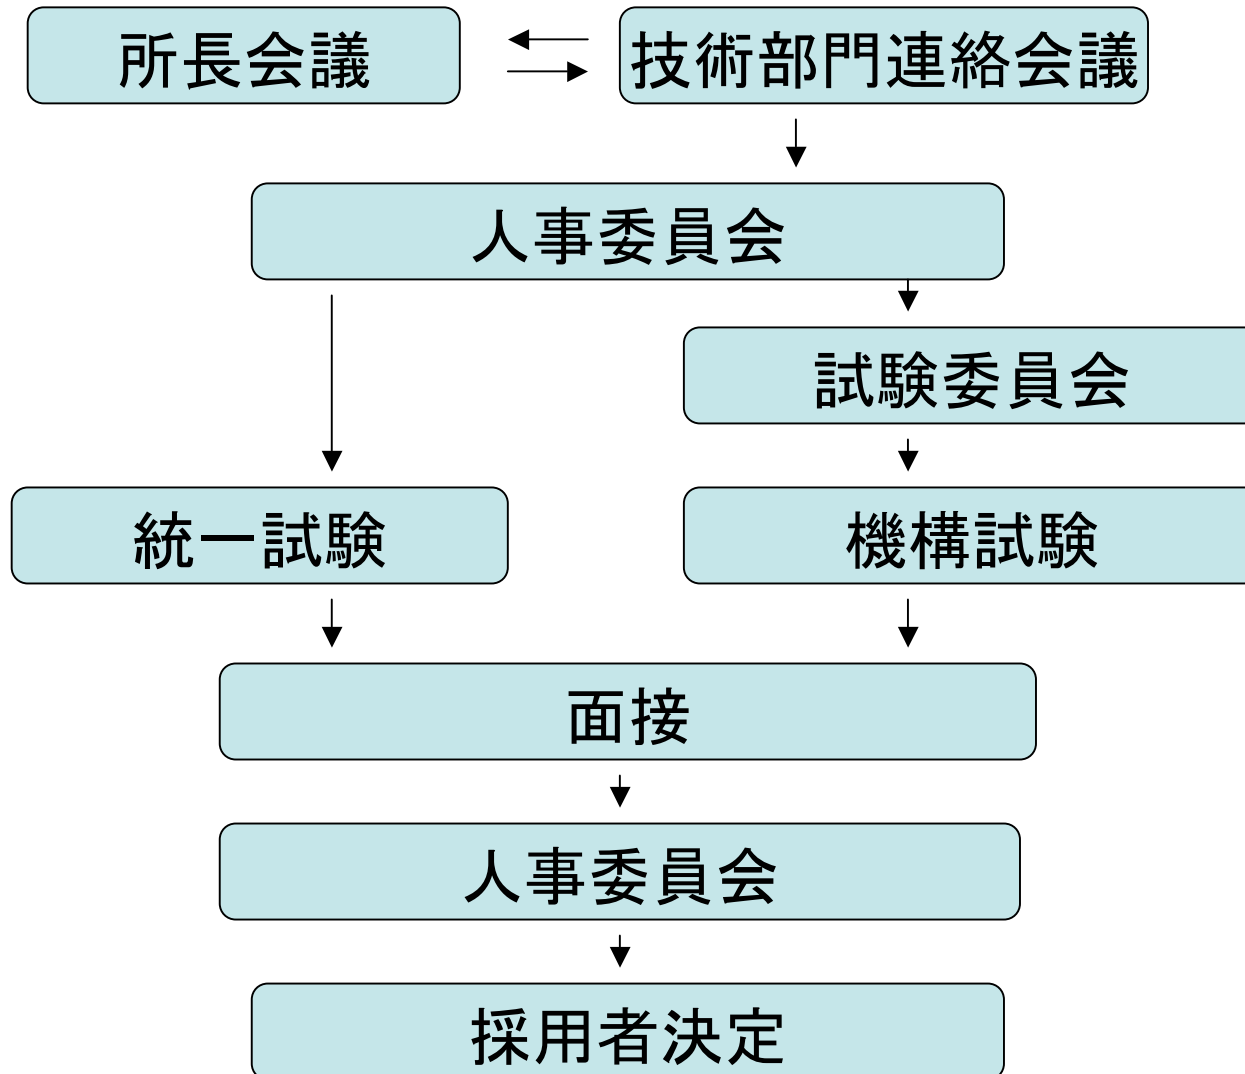 所長会議
技術部門連絡会議
人事委員会
試験委員会
統一試験
機構試験
面接
人事委員会
採用者決定